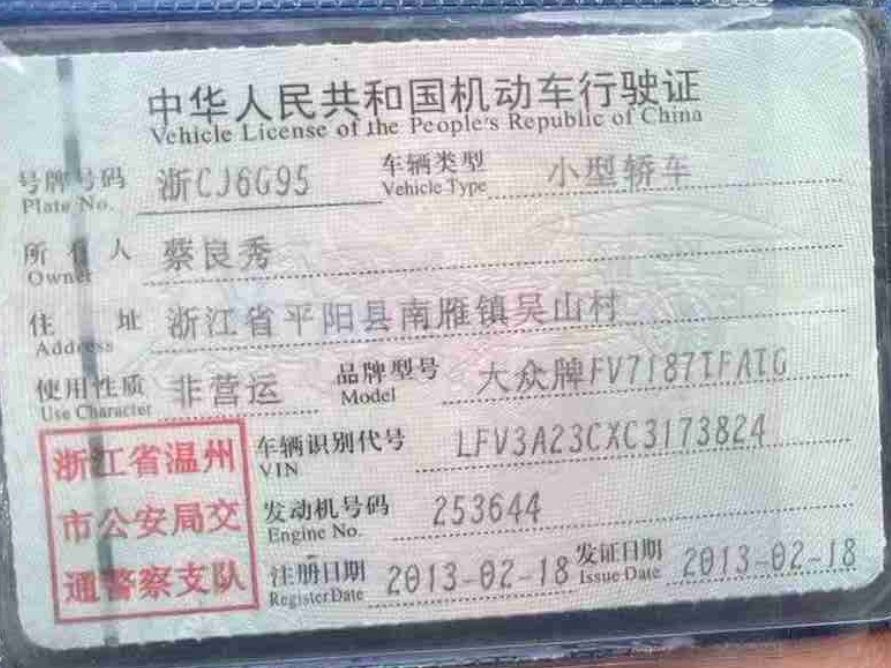 中华人民共和国机动车行驶证
Vehicle License of the People's Republic of China
号牌号码 浙CJ6G95 车辆类型 小型轿车
Plate No. Vehicle Type
所有人 蔡良秀
Owner
住址 浙江省平阳县南雁镇吴山村
Address
使用性质 非营运 品牌型号 大众牌FV7187TFATG
Use Character Model
浙江省温州 车辆识别代号 LFV3A23CXC3173824
VIN
市公安局交 发动机号码 253644
Engine No.
通警察支队 注册日期 2013-02-18 发证日期 2013-02-18
Register Date Issue Date